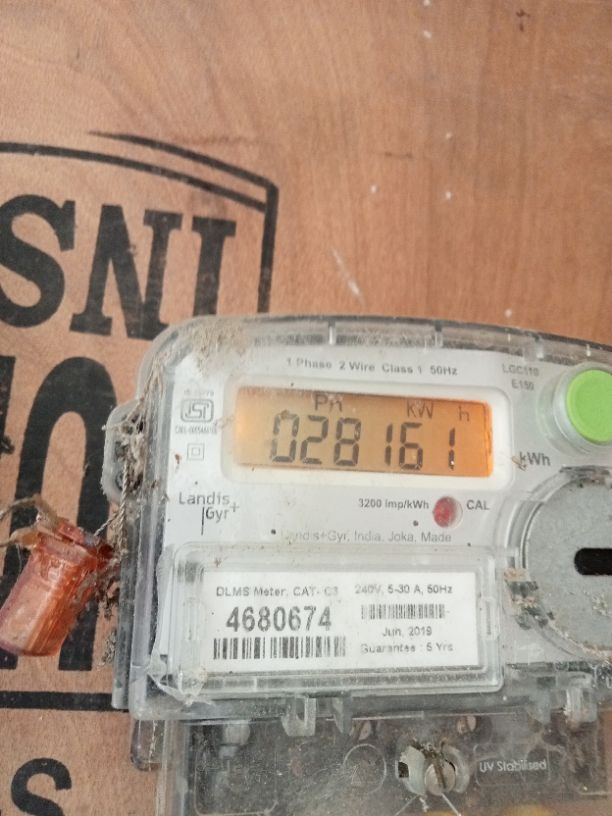 INS
1 Phase 2 Wire Class 1 50Hz
LGC110
E150
Ph kW h
028161
kWh
Landis
Gyr+
3200 imp/kWh
CAL
Landis+Gyr, India, Joka, Made
DLMS Meter, CAT- C3 240V, 5-30 A, 50Hz
4680674
Jun, 2019
Guarantee : 5 Yrs
UV Stabilised
S